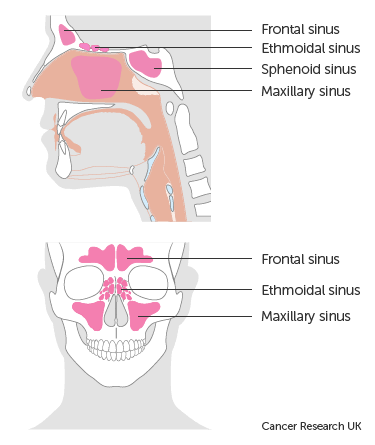 Frontal sinus
Ethmoidal sinus
Sphenoid sinus
Maxillary sinus
Frontal sinus
Ethmoidal sinus
Maxillary sinus
Cancer Research UK